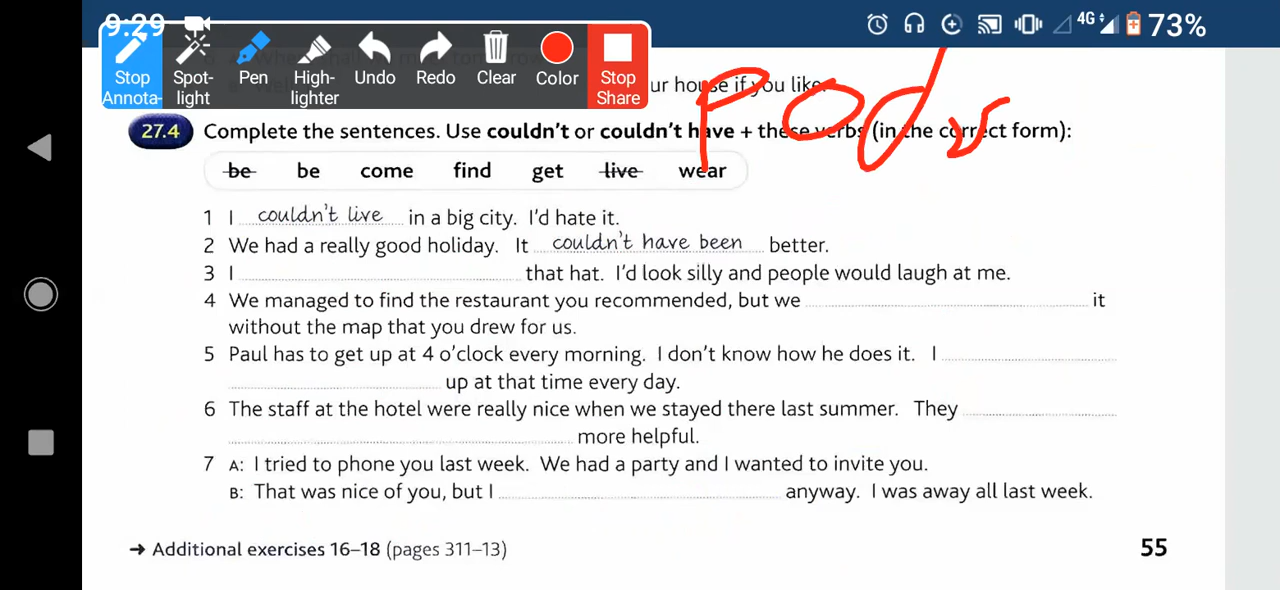 9:29 4G 73%
Stop Annota- Spot-light Pen High-lighter Undo Redo Clear Color Stop Share
ur house if you like.
Pods
27.4 Complete the sentences. Use couldn't or couldn't have + these verbs (in the correct form):
be be come find get live wear
1 I couldn't live in a big city. I'd hate it.
2 We had a really good holiday. It couldn't have been better.
3 I that hat. I'd look silly and people would laugh at me.
4 We managed to find the restaurant you recommended, but we it
without the map that you drew for us.
5 Paul has to get up at 4 o'clock every morning. I don't know how he does it. I
up at that time every day.
6 The staff at the hotel were really nice when we stayed there last summer. They
more helpful.
7 A: I tried to phone you last week. We had a party and I wanted to invite you.
B: That was nice of you, but I anyway. I was away all last week.
→ Additional exercises 16–18 (pages 311–13)
55